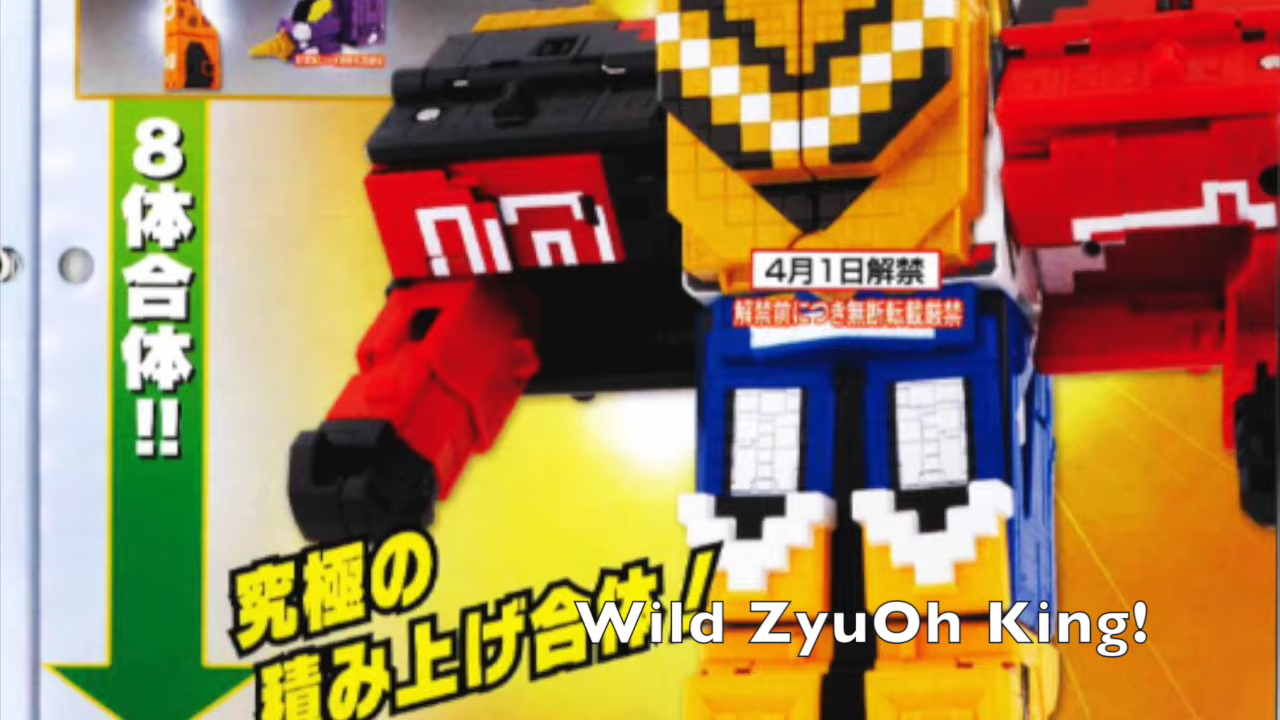 8体合体!!
4月1日解禁
解禁前につき無断転載厳禁
究極の
積み上げ合体!
Wild ZyuOh King!